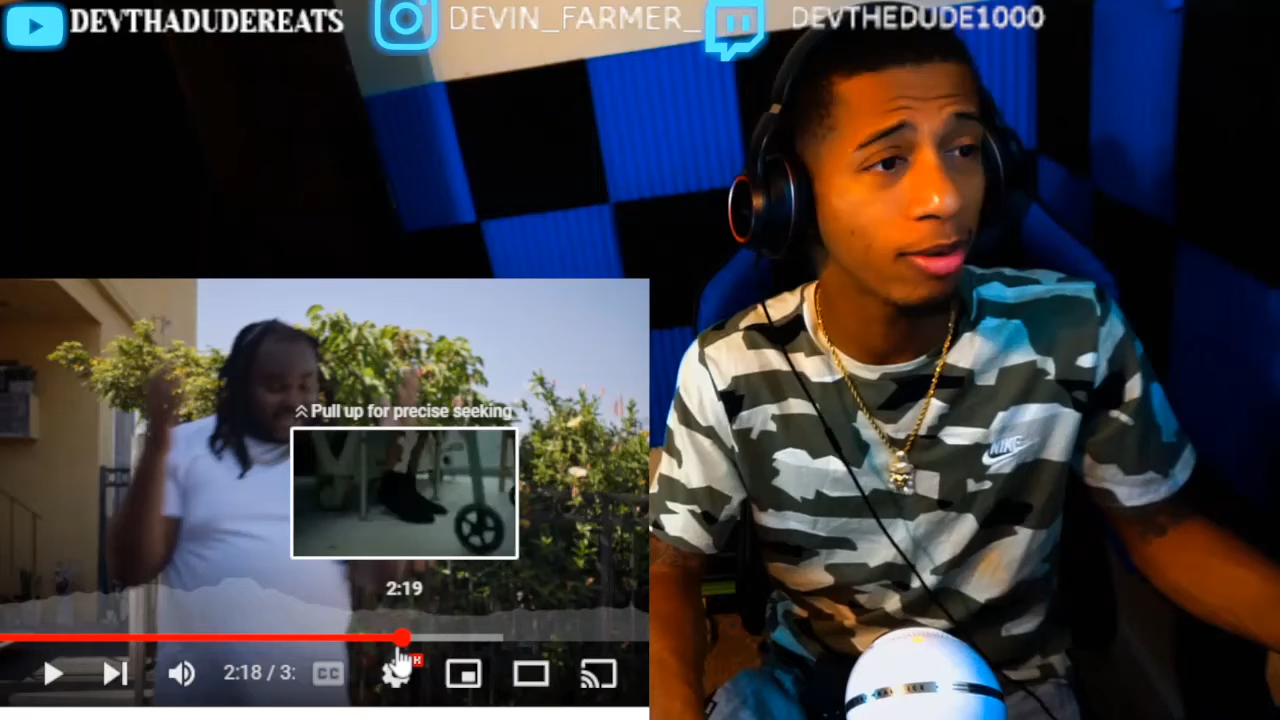 DEVTHADUDEREATS
DEVIN_FARMER_
DEVTHEDUDE1000
Pull up for precise seeking
2:19
2:18 / 3:
CC
NIKE